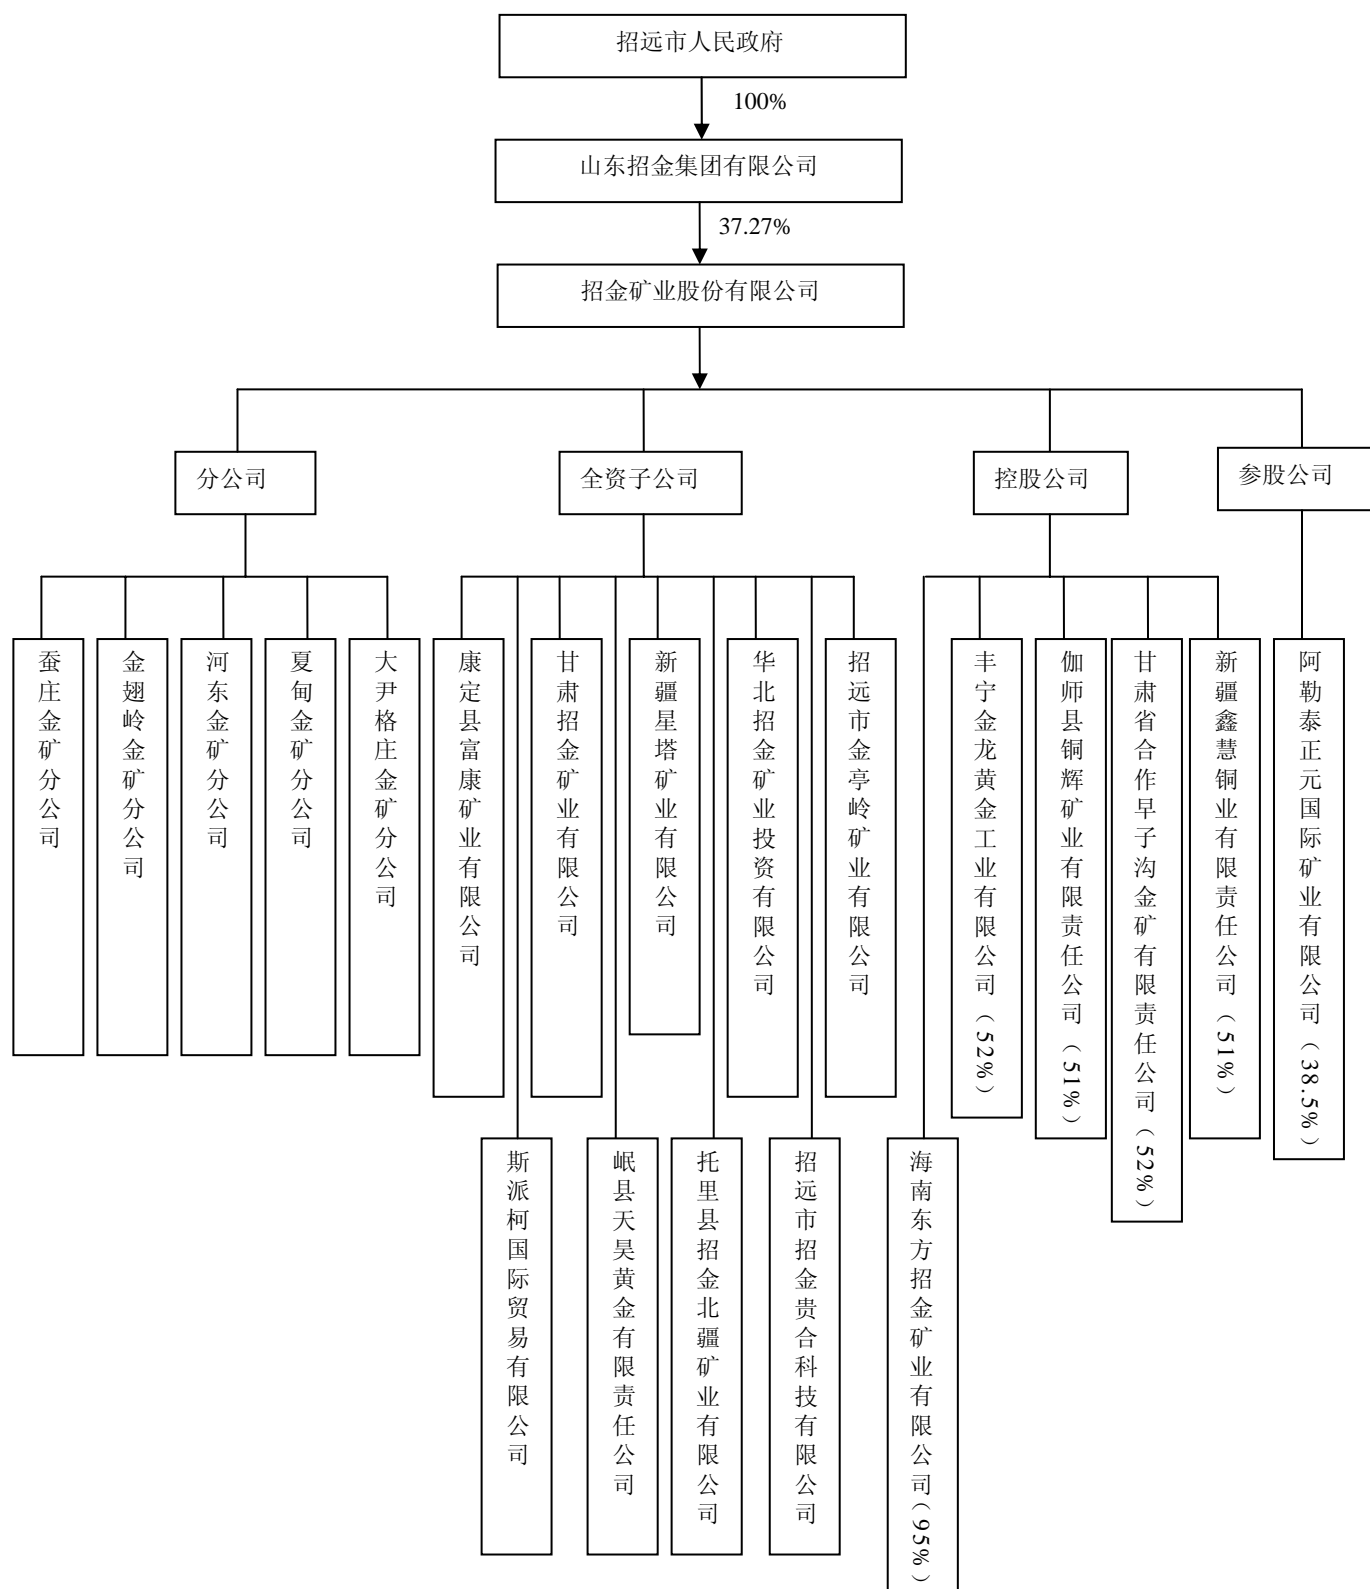 招远市人民政府
100%
山东招金集团有限公司
37.27%
招金矿业股份有限公司
分公司
全资子公司
控股公司
参股公司
蚕庄金矿分公司
金翅岭金矿分公司
河东金矿分公司
夏甸金矿分公司
大尹格庄金矿分公司
康定县富康矿业有限公司
甘肃招金矿业有限公司
新疆星塔矿业有限公司
华北招金矿业投资有限公司
招远市金亭岭矿业有限公司
丰宁金龙黄金工业有限公司（52%）
伽师县铜辉矿业有限责任公司（51%）
甘肃省合作早子沟金矿有限责任公司（52%）
新疆鑫慧铜业有限责任公司（51%）
阿勒泰正元国际矿业有限公司（38.5%）
斯派柯国际贸易有限公司
岷县天昊黄金有限责任公司
托里县招金北疆矿业有限公司
招远市招金贵合科技有限公司
海南东方招金矿业有限公司（95%）